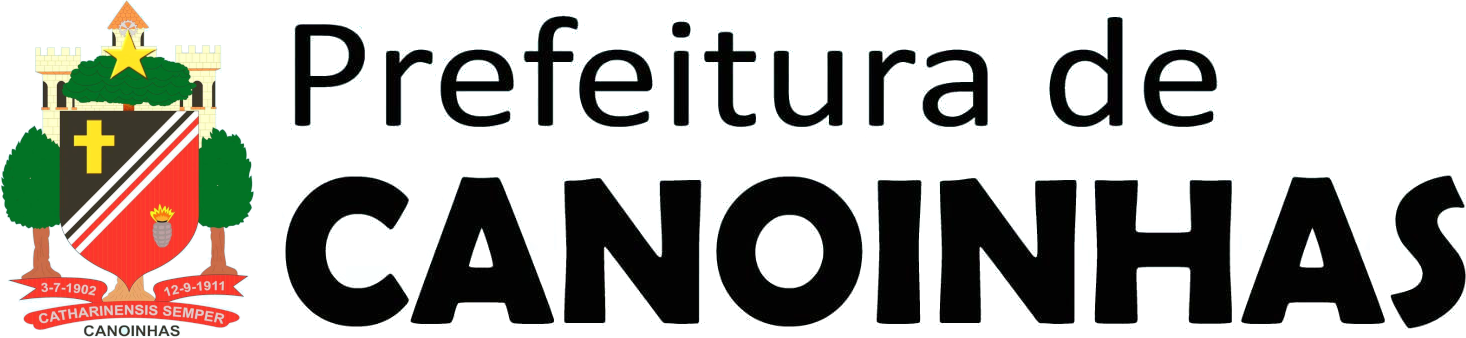 3-7-1902 12-9-1911
CATHARINENSIS SEMPER
CANOINHAS
Prefeitura de
CANOINHAS